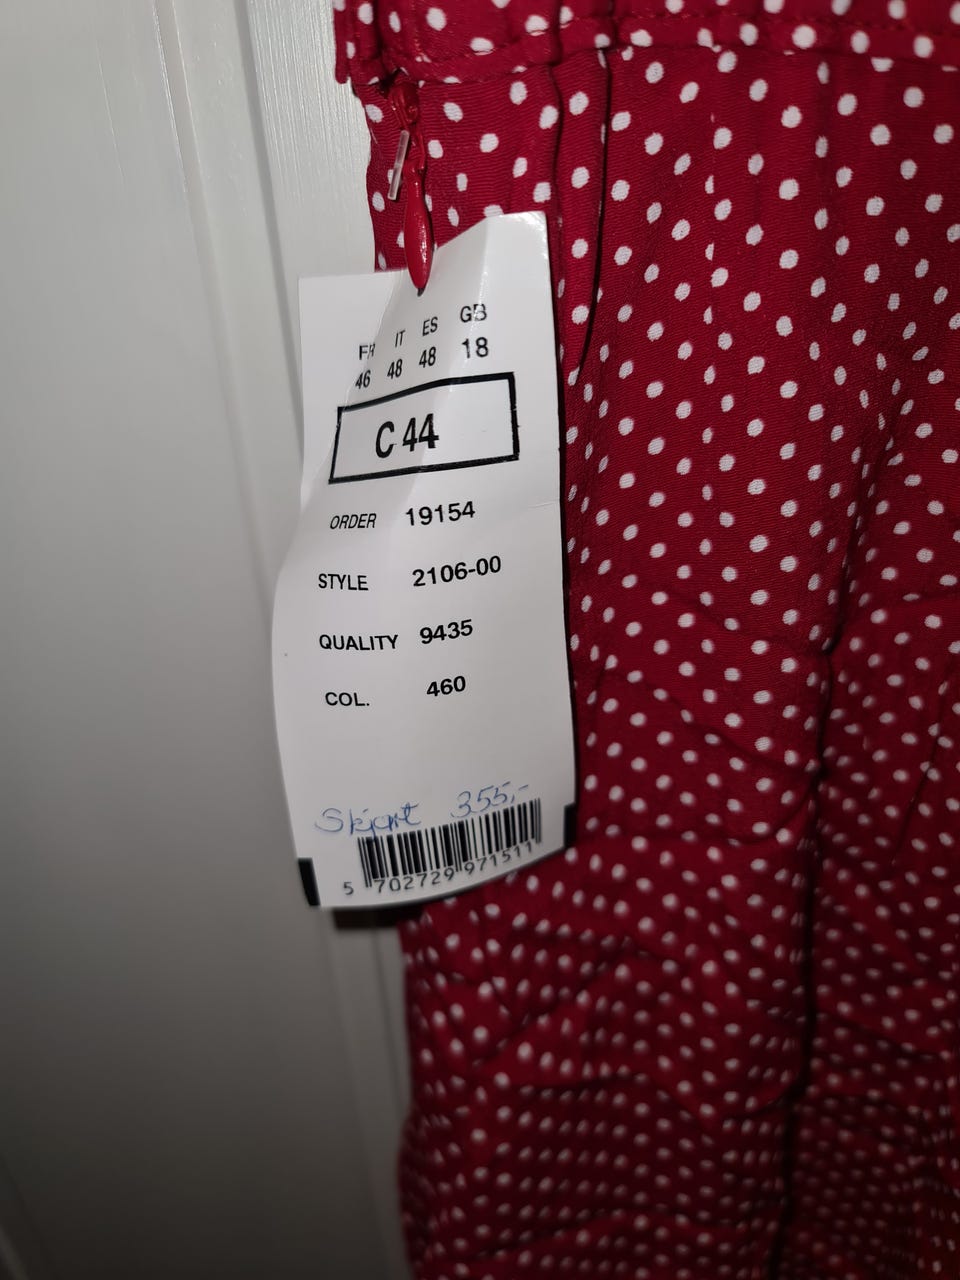 FR IT ES GB
46 48 48 18
C 44
ORDER 19154
STYLE 2106-00
QUALITY 9435
COL. 460
Skjørt 355,-
5 702729 971511